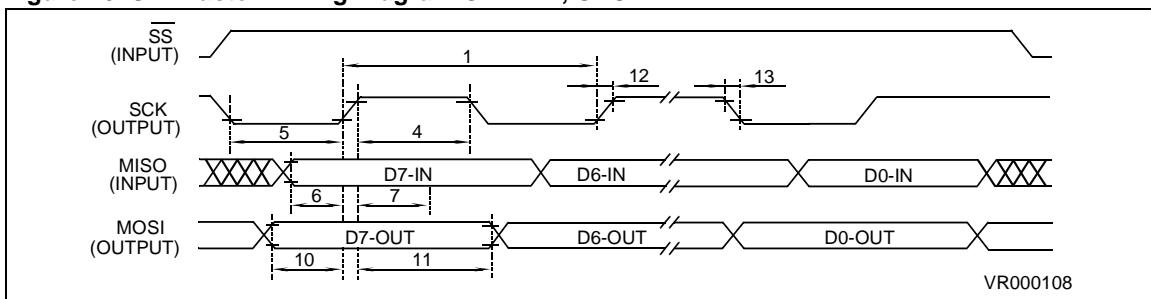 SS
(INPUT)
1
12
13
SCK
(OUTPUT)
5
4
MISO
(INPUT)
D7-IN
D6-IN
D0-IN
6
7
MOSI
(OUTPUT)
D7-OUT
D6-OUT
D0-OUT
10
11
VR000108